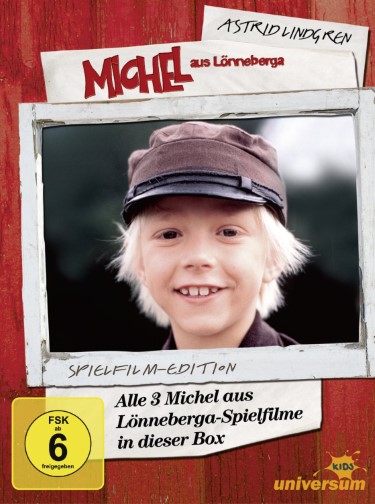 ASTRID LINDGREN
MICHEL aus Lönneberga
SPIELFILM-EDITION
Alle 3 Michel aus
Lönneberga-Spielfilme
in dieser Box
FSK
ab
6
freigegeben
KIDS
universum